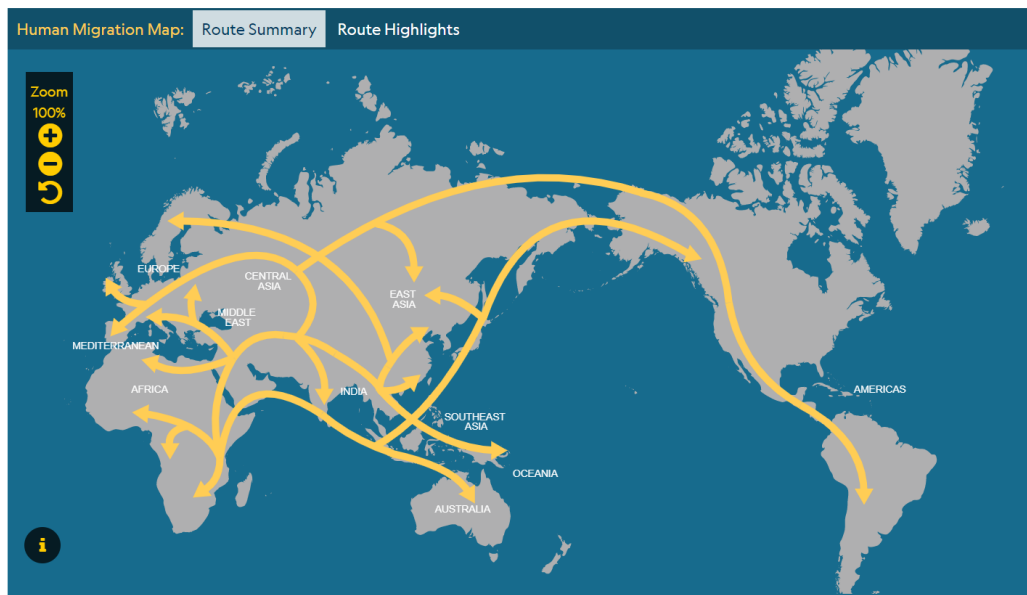 Human Migration Map: Route Summary Route Highlights
Zoom
100%
EUROPE
CENTRAL
ASIA
EAST
ASIA
MIDDLE
EAST
MEDITERRANEAN
AFRICA
INDIA
AMERICAS
SOUTHEAST
ASIA
OCEANIA
AUSTRALIA
i